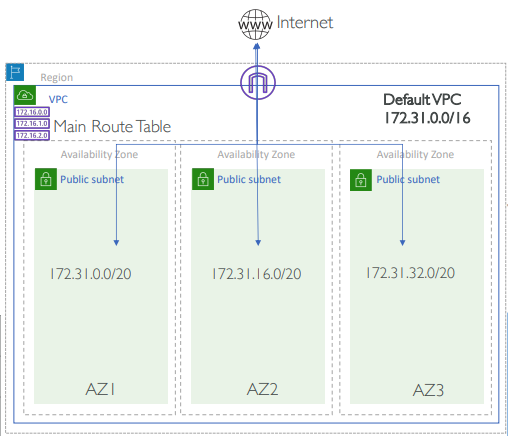 WWW
Internet
Region
VPC
Default VPC
172.31.0.0/16
172.16.0.0
172.16.1.0
172.16.2.0
Main Route Table
Availability Zone
Availability Zone
Availability Zone
Public subnet
Public subnet
Public subnet
172.31.0.0/20
172.31.16.0/20
172.31.32.0/20
AZ1
AZ2
AZ3